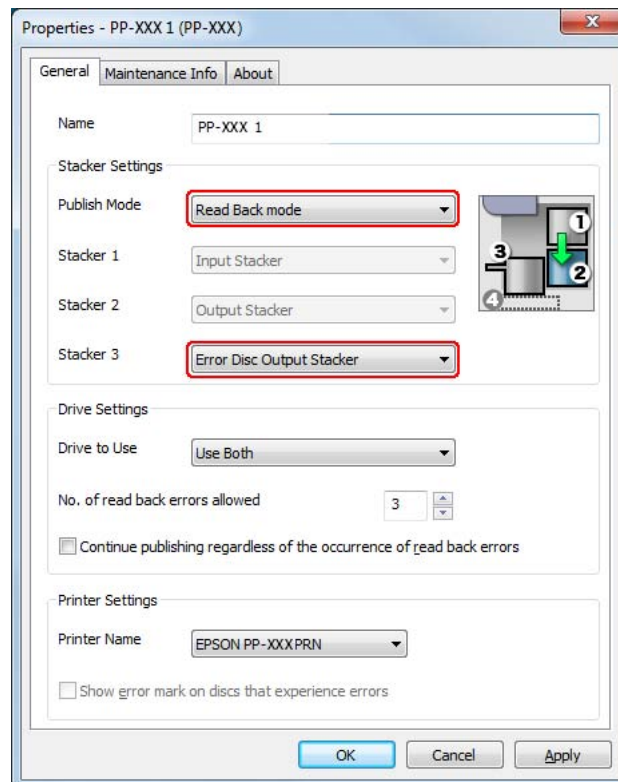 Properties - PP-XXX 1 (PP-XXX)
General Maintenance Info About
Name PP-XXX 1
Stacker Settings
Publish Mode Read Back mode
1
Stacker 1 Input Stacker
3
2
4
Stacker 2 Output Stacker
Stacker 3 Error Disc Output Stacker
Drive Settings
Drive to Use Use Both
No. of read back errors allowed 3
Continue publishing regardless of the occurrence of read back errors
Printer Settings
Printer Name EPSON PP-XXXPRN
Show error mark on discs that experience errors
OK Cancel Apply